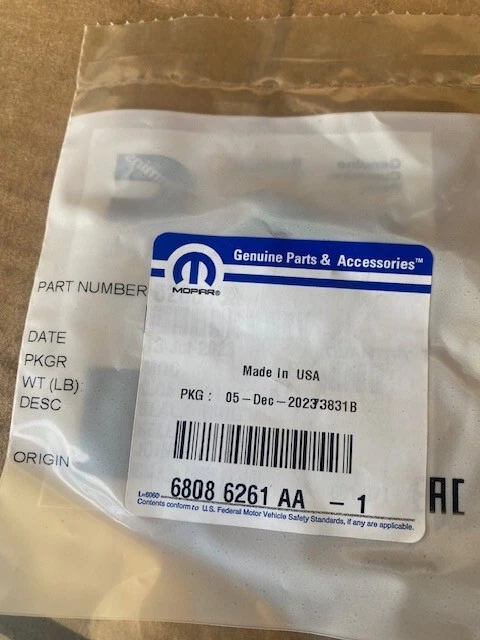 Genuine Parts & Accessories™
MOPAR®
PART NUMBER
Made In USA
DATE
PKGR
PKG : 05-Dec-20233831B
WT (LB)
DESC
ORIGIN
L-6060
6808 6261 AA - 1
Contents conform to U.S. Federal Motor Vehicle Safety Standards, if any are applicable.